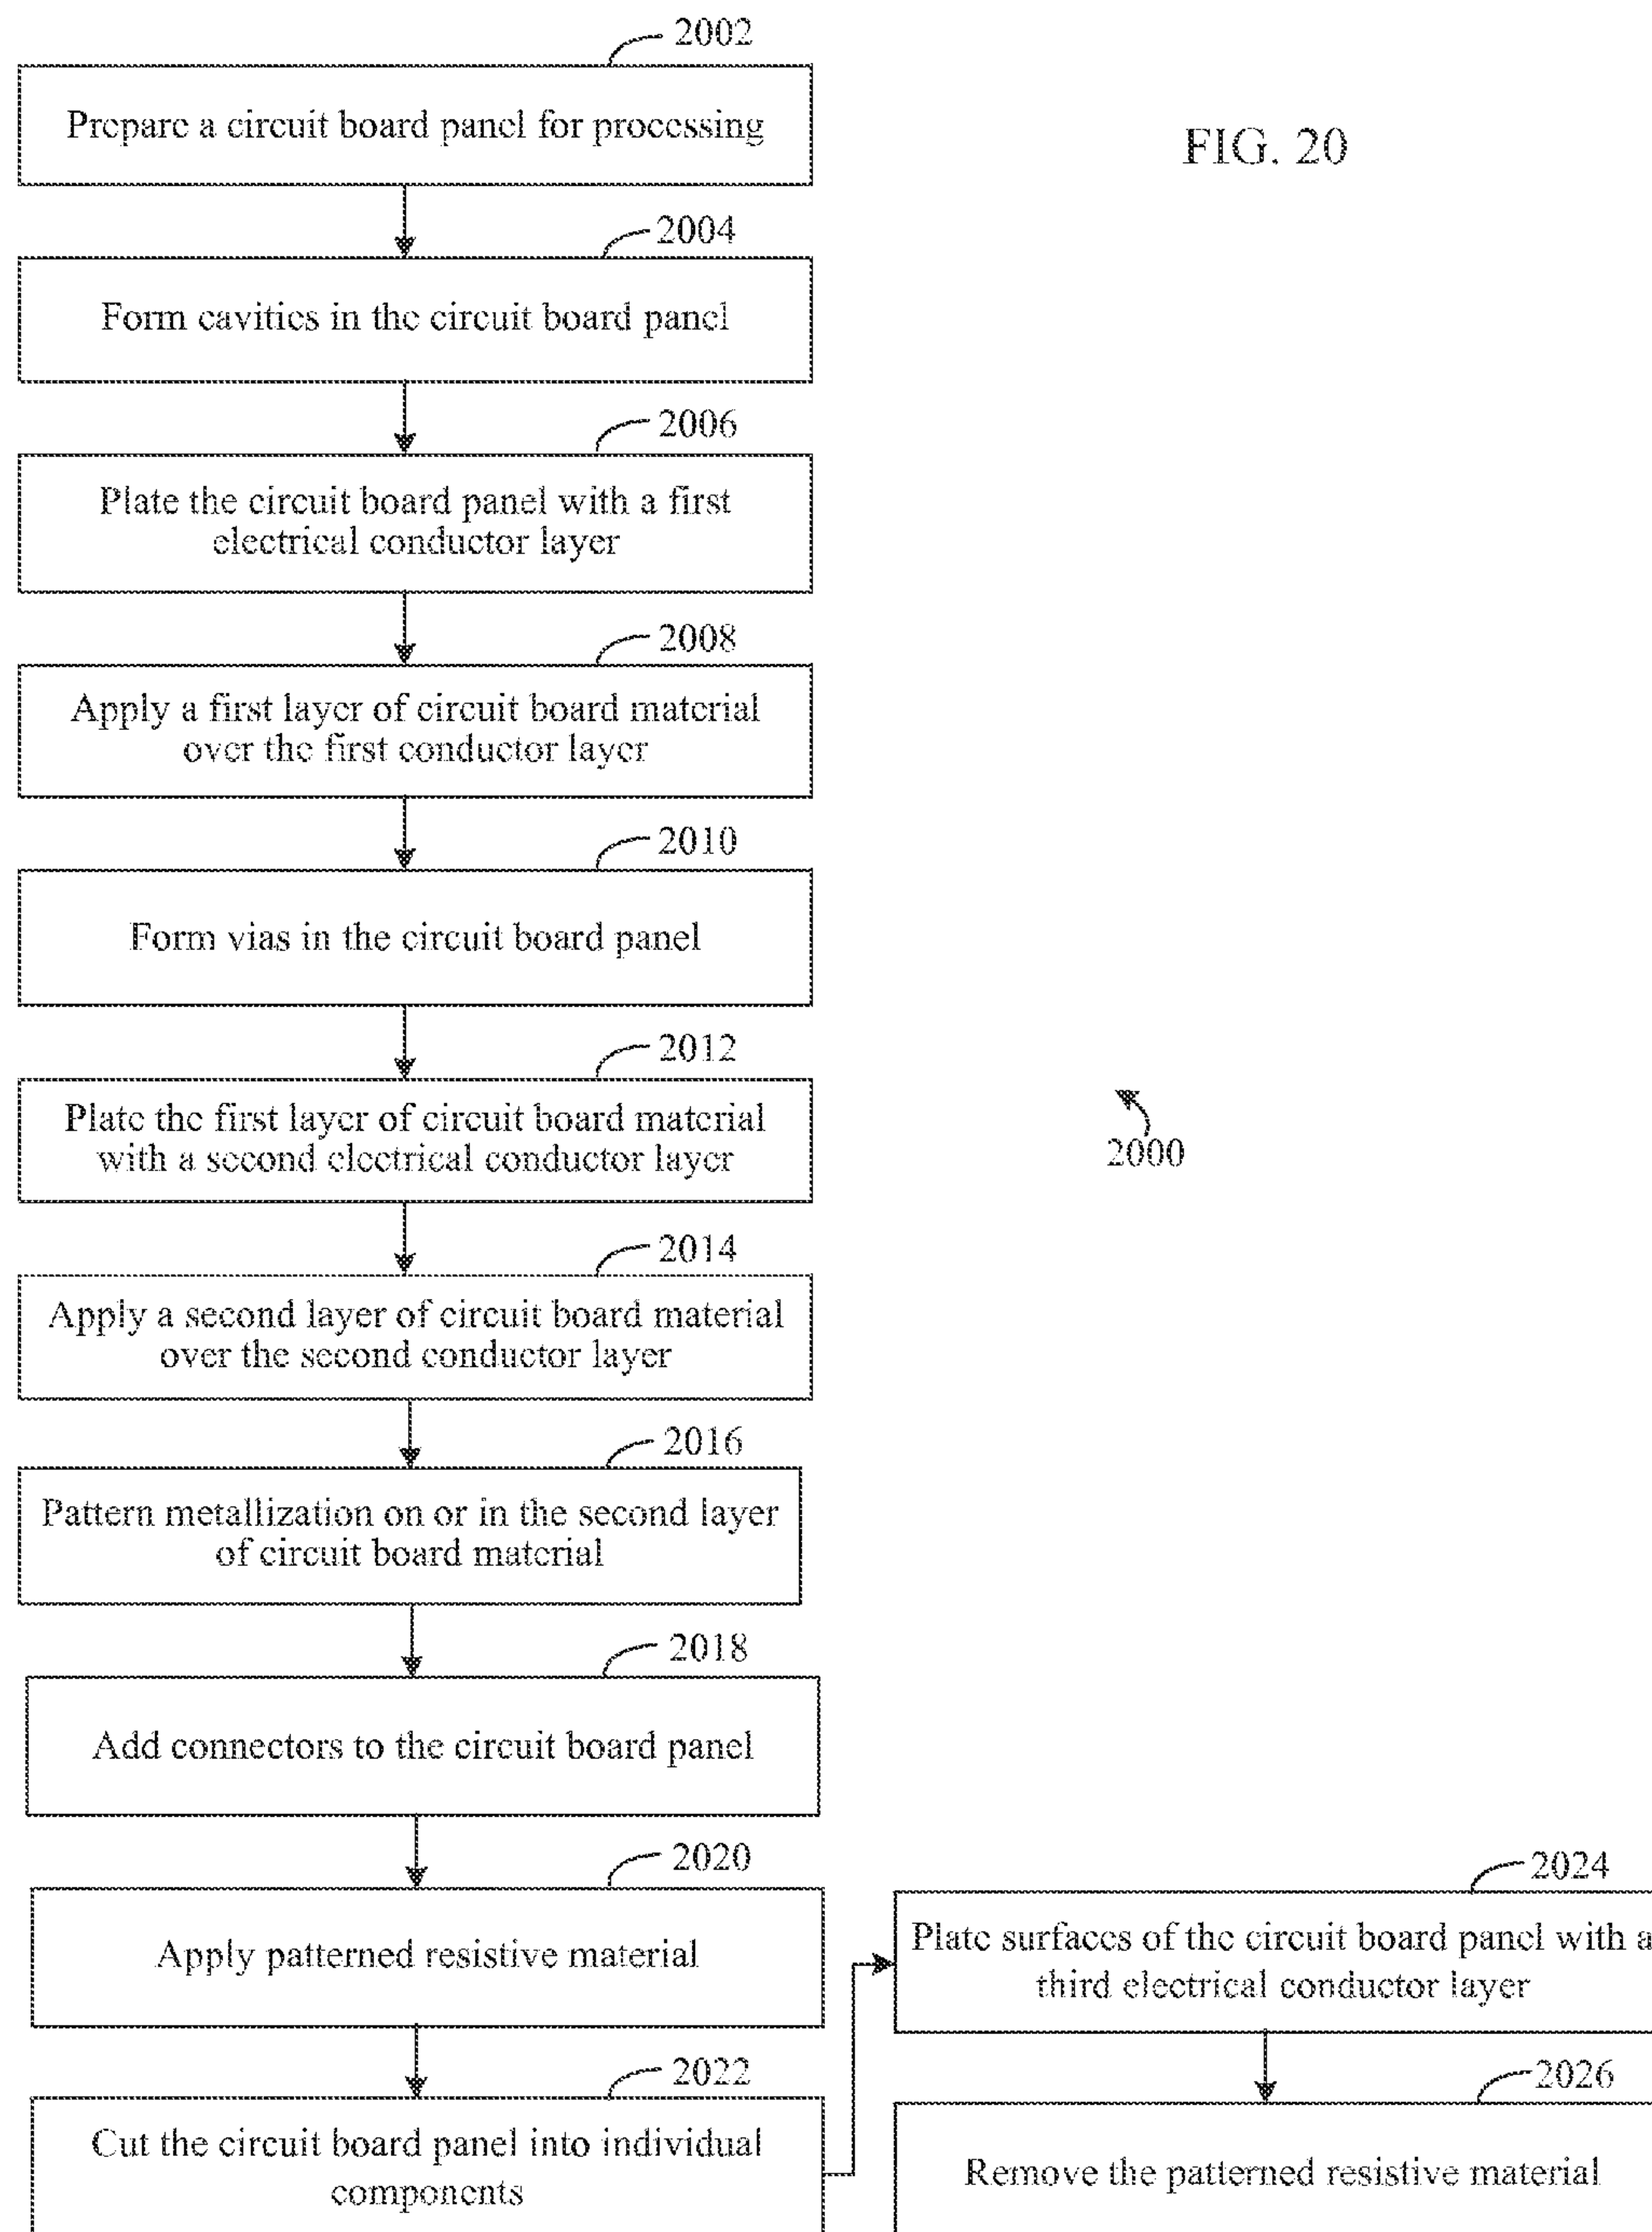 2002
Prepare a circuit board panel for processing
FIG. 20
2004
Form cavities in the circuit board panel
2006
Plate the circuit board panel with a first
electrical conductor layer
2008
Apply a first layer of circuit board material
over the first conductor layer
2010
Form vias in the circuit board panel
2012
Plate the first layer of circuit board material
with a second electrical conductor layer
2000
2014
Apply a second layer of circuit board material
over the second conductor layer
2016
Pattern metallization on or in the second layer
of circuit board material
2018
Add connectors to the circuit board panel
2020
Apply patterned resistive material
2022
Cut the circuit board panel into individual
components
2024
Plate surfaces of the circuit board panel with a
third electrical conductor layer
2026
Remove the patterned resistive material